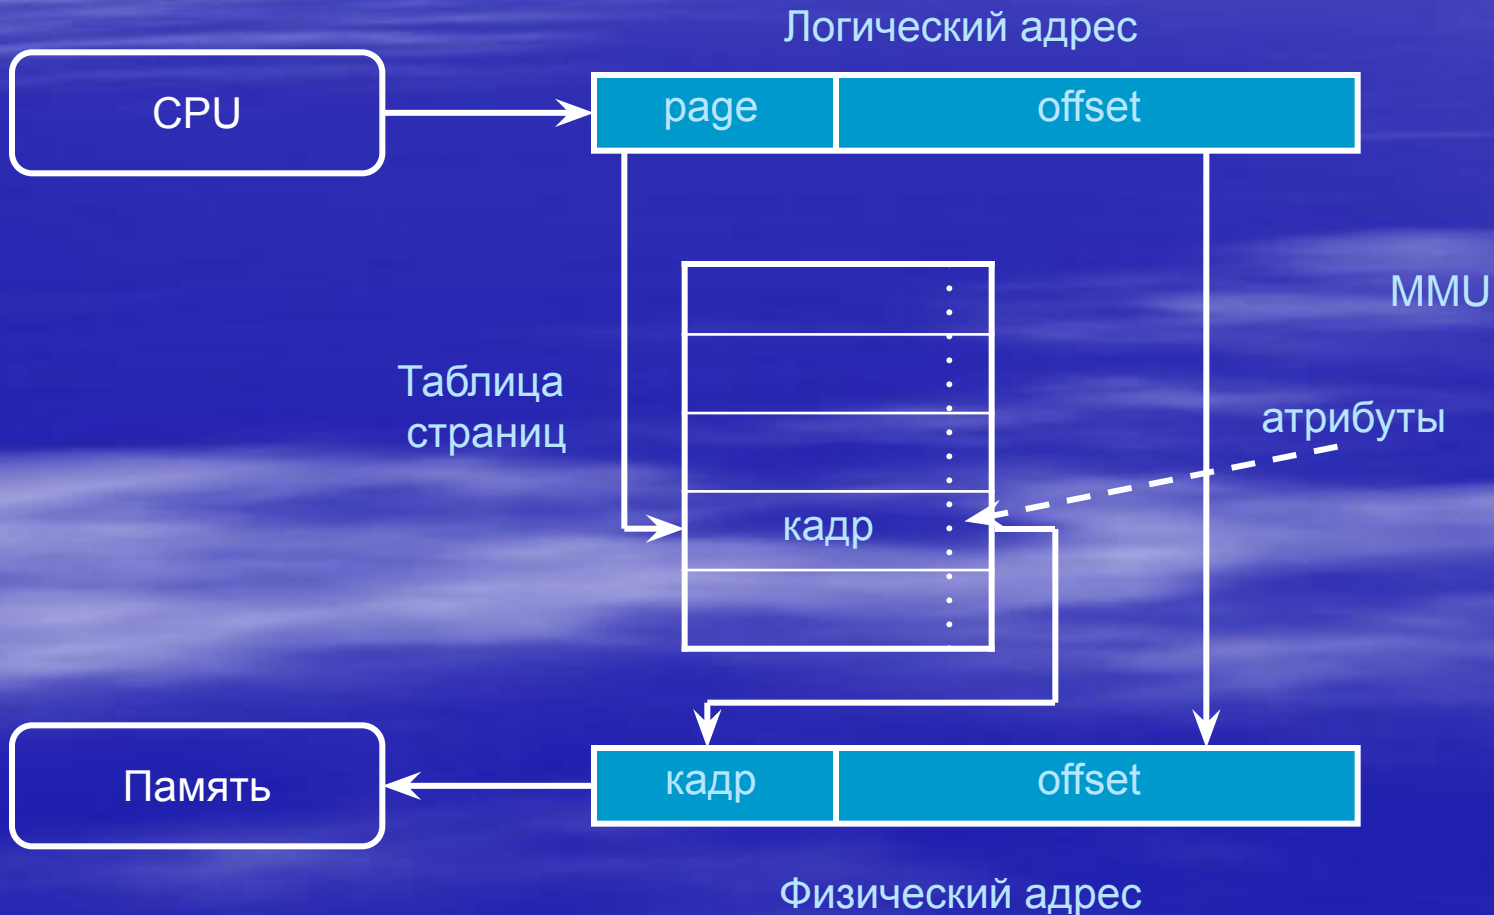 Логический адрес
CPU
page
offset
MMU
Таблица
страниц
атрибуты
кадр
Память
кадр
offset
Физический адрес